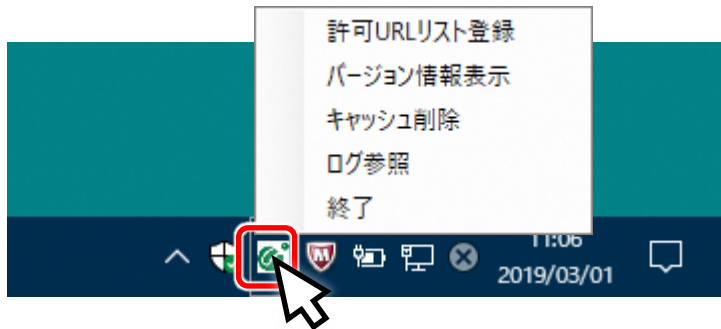 許可URLリスト登録
バージョン情報表示
キャッシュ削除
ログ参照
終了
11:06
2019/03/01